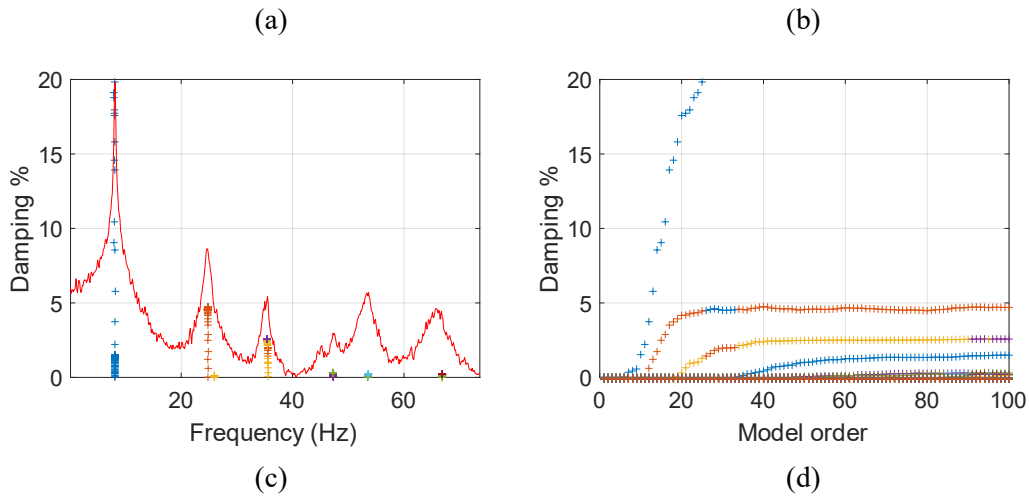 (a) (b)
20 20
15 15
10 10
5 5
0 0
Damping % Damping %
20 40 60 0 20 40 60 80 100
Frequency (Hz) Model order
(c) (d)